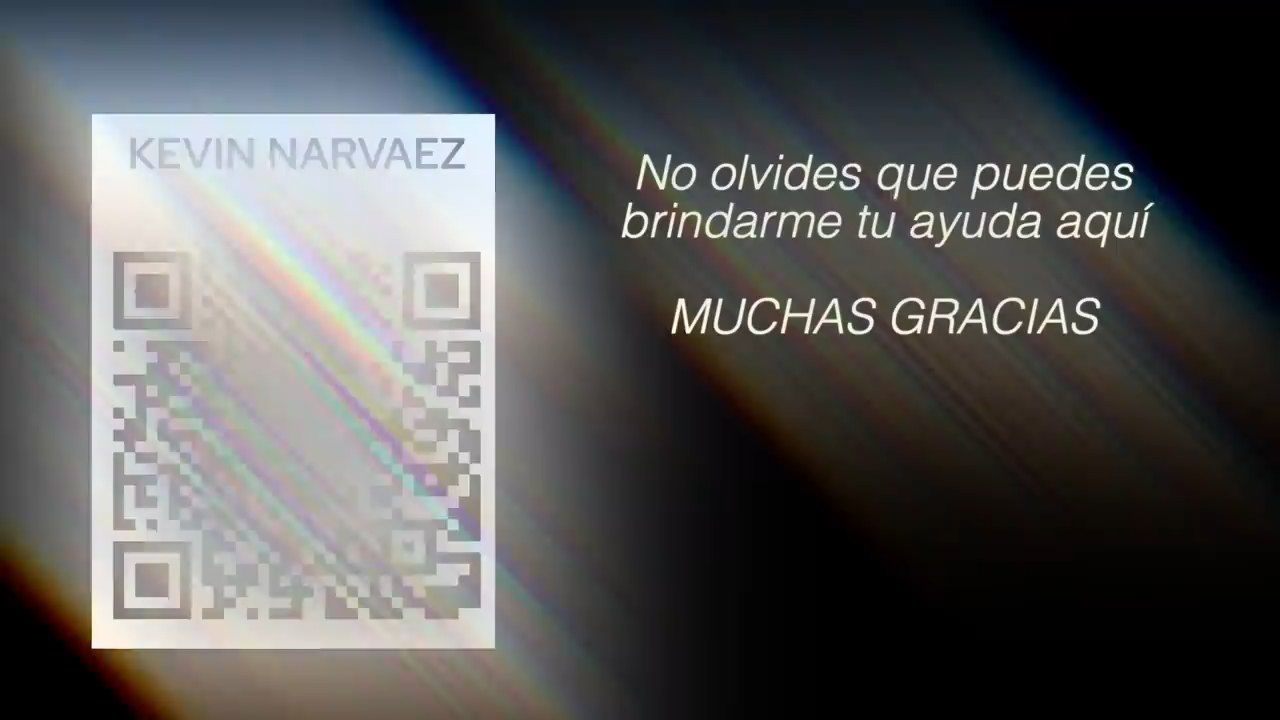 KEVIN NARVAEZ
No olvides que puedes
brindarme tu ayuda aquí
MUCHAS GRACIAS